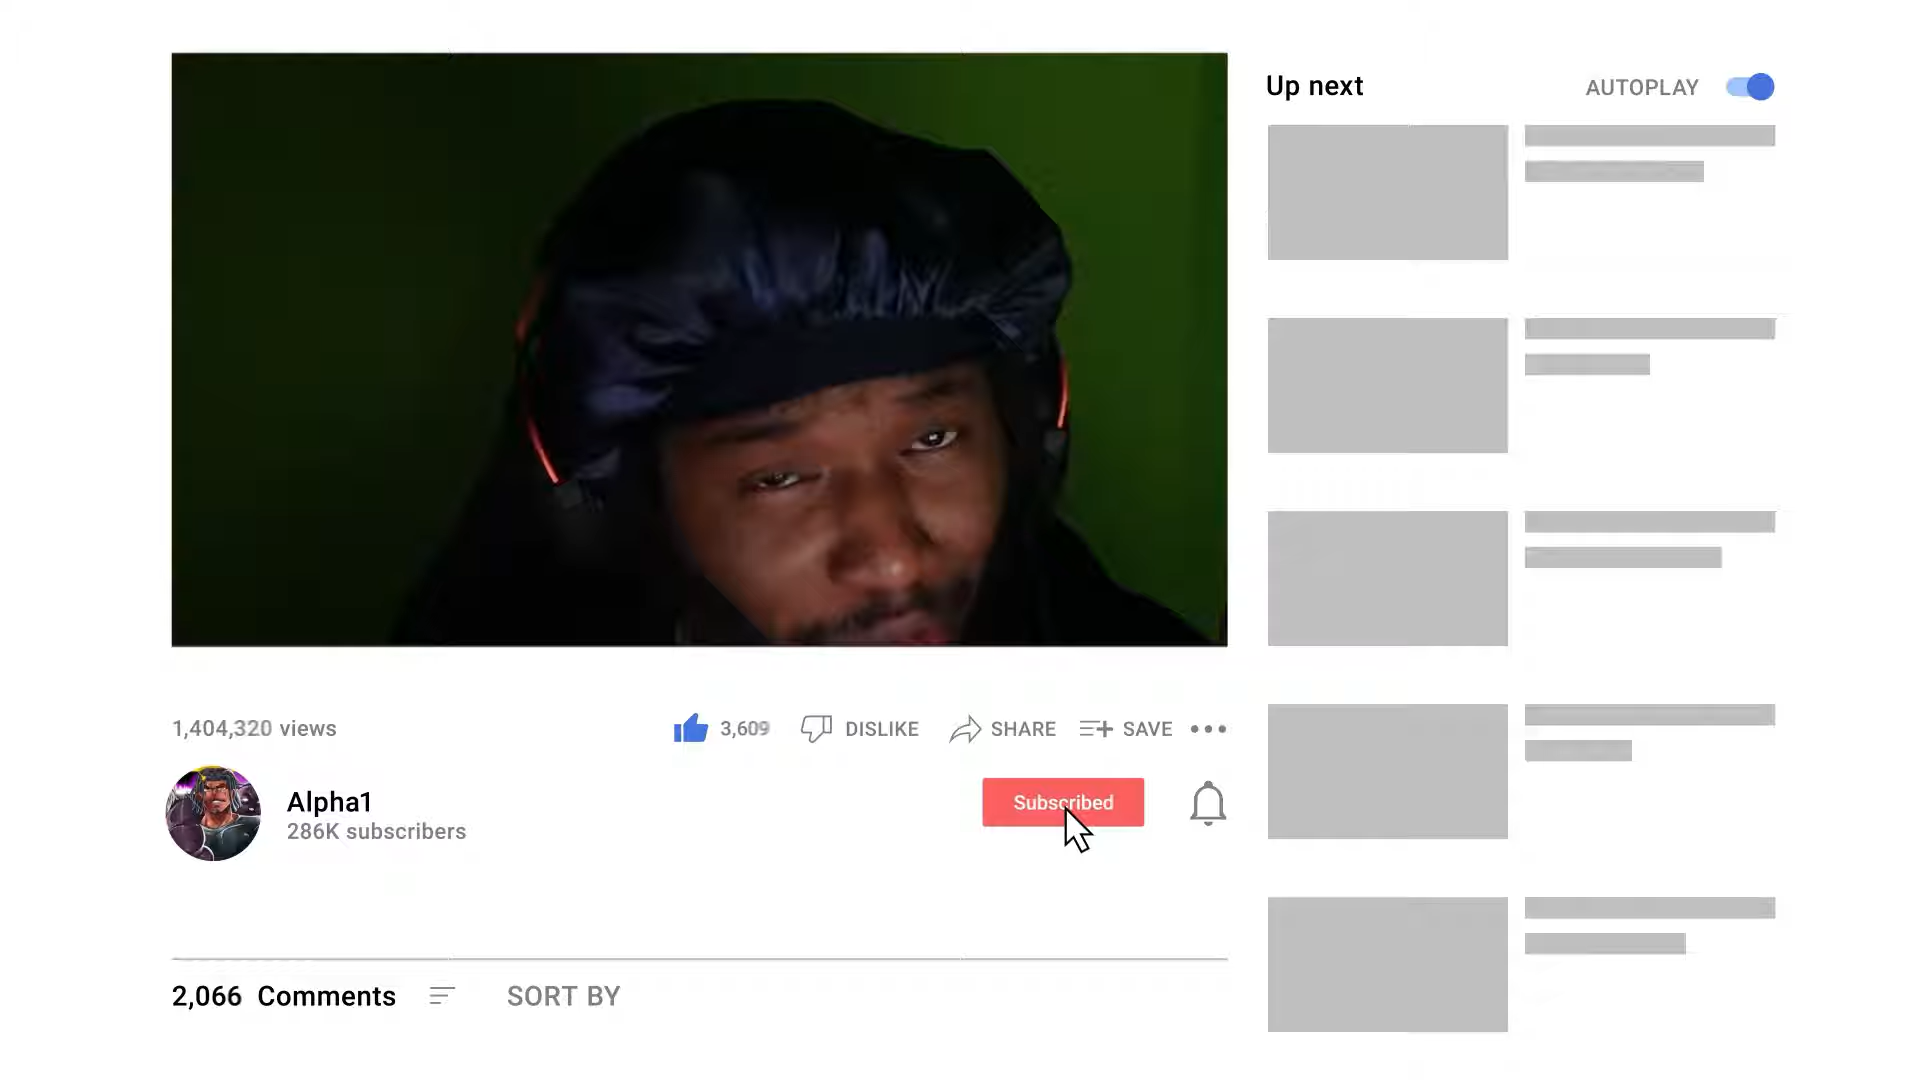 Up next
AUTOPLAY
1,404,320 views
3,609
DISLIKE
SHARE
SAVE
Alpha1
286K subscribers
Subscribed
2,066 Comments
SORT BY